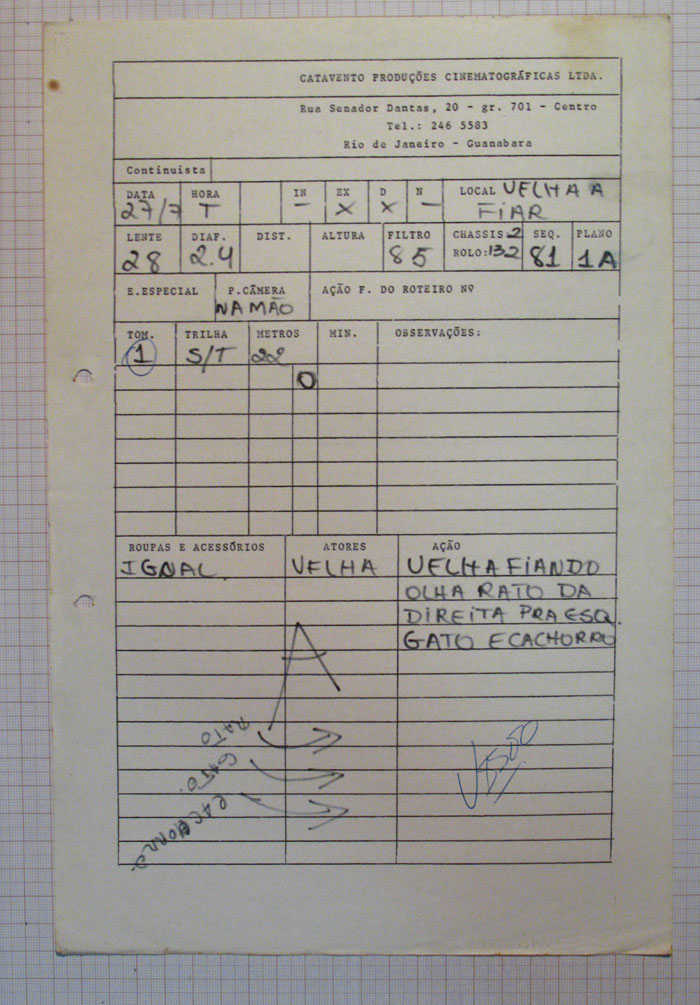 CATAVENTO PRODUÇÕES CINEMATOGRÁFICAS LTDA.
Rua Senador Dantas, 20 - gr. 701 - Centro
Tel.: 246 5583
Rio de Janeiro - Guanabara
Continuista
DATA HORA IN EX D N LOCAL VELHA A
27/7 T - X X - FIAR
LENTE DIAF. DIST. ALTURA FILTRO CHASSIS: 2 SEQ. PLANO
28 2.4 85 ROLO: 132 81 1A
E.ESPECIAL P.CÂMERA AÇÃO F. DO ROTEIRO Nº
NA MÃO
TOM. TRILHA METROS MIN. OBSERVAÇÕES:
1 S/T 22
0
ROUPAS E ACESSÓRIOS ATORES AÇÃO
IGUAL. VELHA VELHA FIANDO
OLHA RATO DA
DIREITA PRA ESQ.
GATO E CACHORRO
A
RATO
GATO.
CACHORRO.